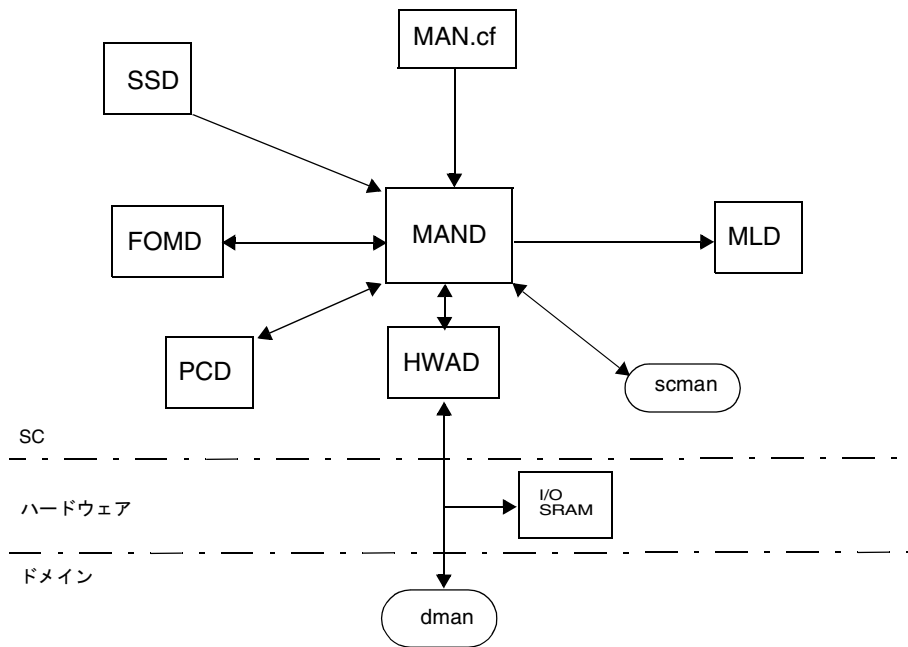 MAN.cf
SSD
FOMD
MAND
MLD
PCD
HWAD
scman
SC
ハードウェア
I/O
SRAM
ドメイン
dman